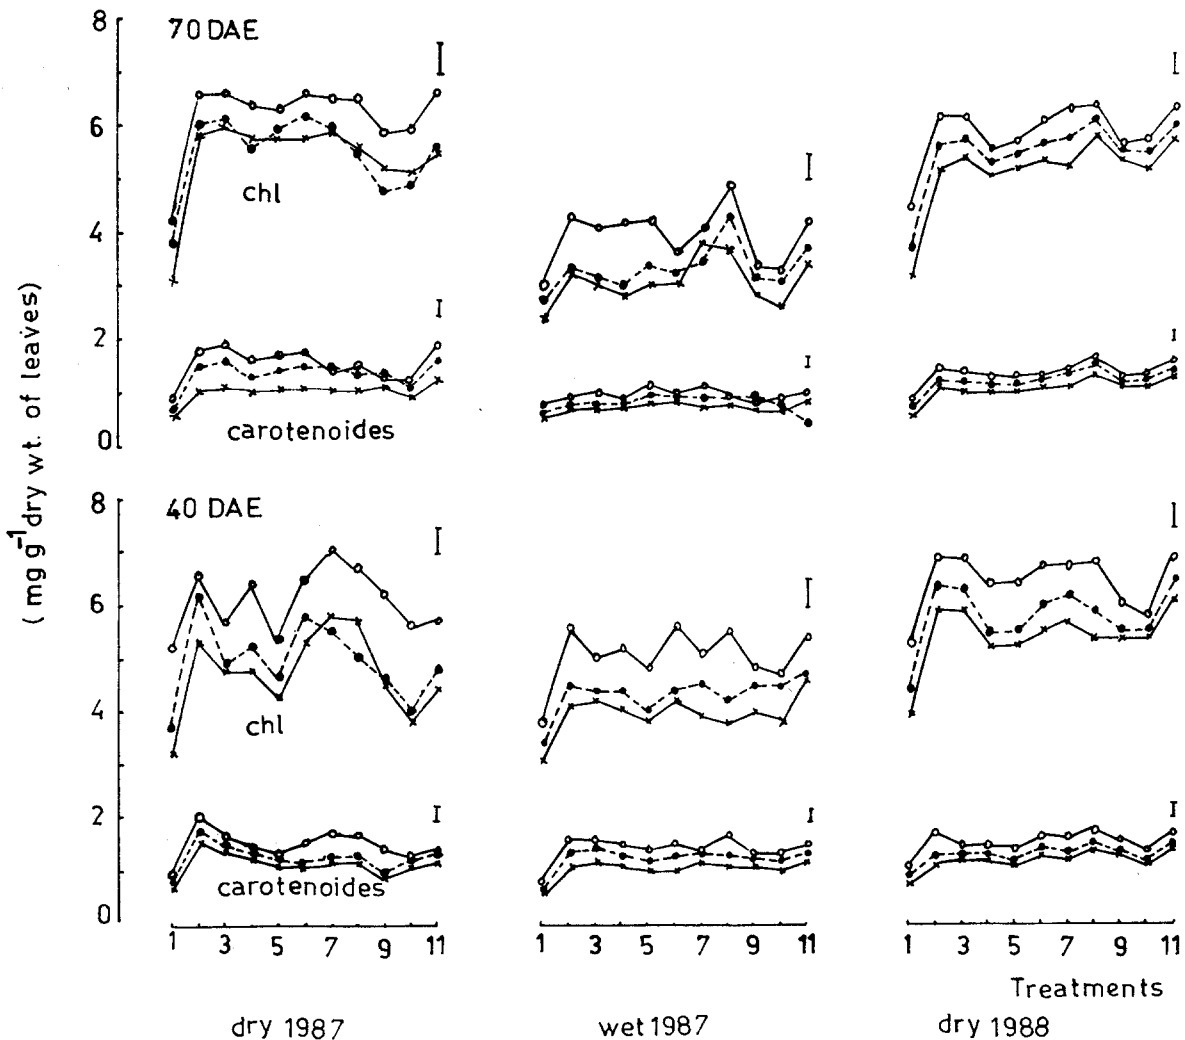 (mg g⁻¹ dry wt. of leaves)
70 DAE
8
6
4
2
0
chl
carotenoides
40 DAE
8
6
4
2
0
chl
carotenoides
1 3 5 7 9 11
1 3 5 7 9 11
1 3 5 7 9 11
Treatments
dry 1987
wet 1987
dry 1988